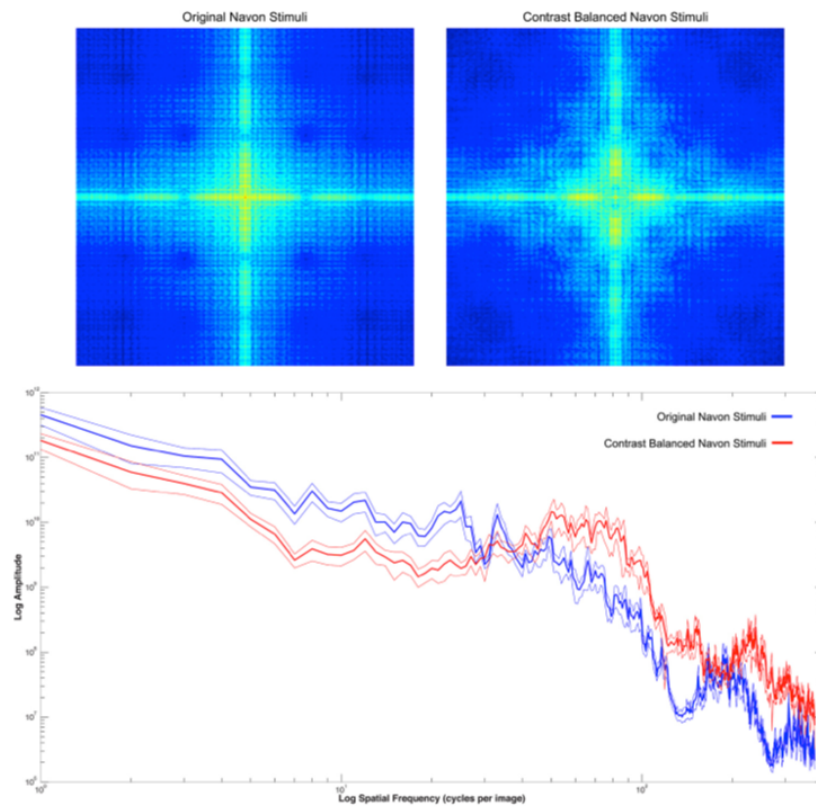 Original Navon Stimuli
Contrast Balanced Navon Stimuli
Original Navon Stimuli
Contrast Balanced Navon Stimuli
Log Amplitude
Log Spatial Frequency (cycles per image)